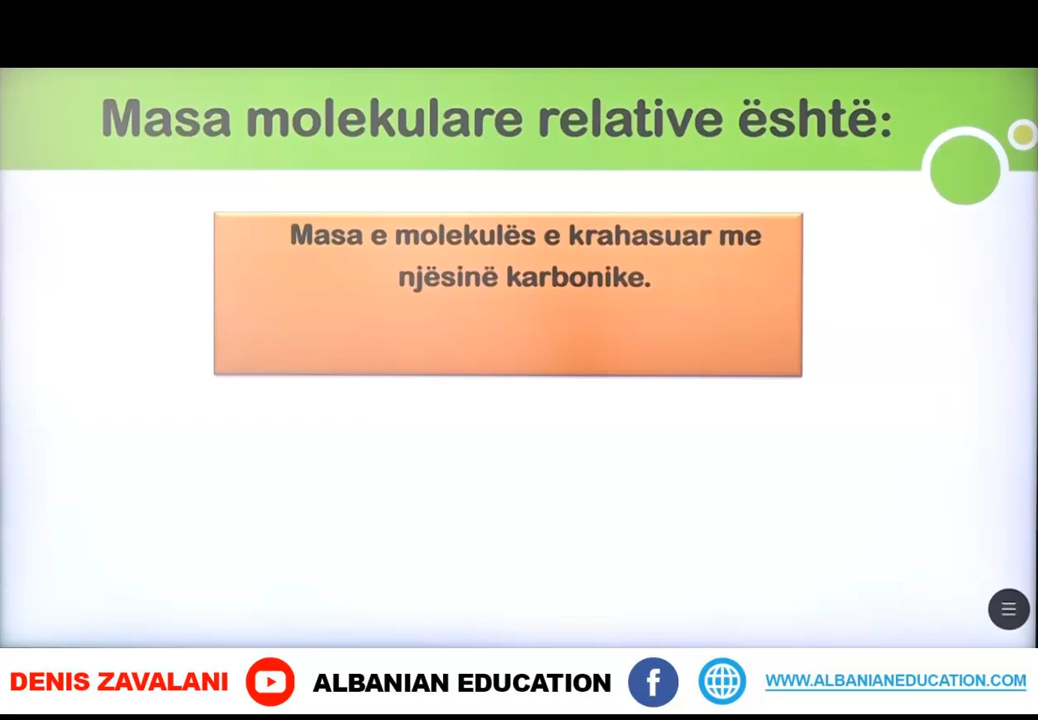 Masa molekulare relative është:
Masa e molekulës e krahasuar me
njësinë karbonike.
DENIS ZAVALANI
ALBANIAN EDUCATION
WWW.ALBANIANEDUCATION.COM